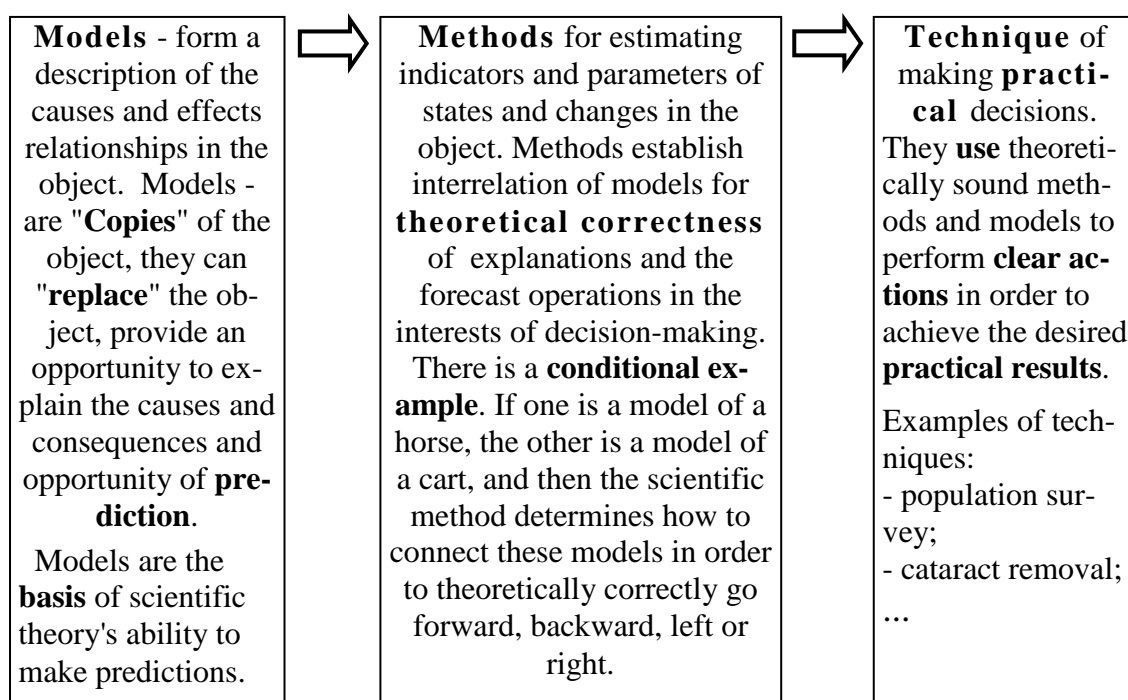 Models - form a
description of the
causes and effects
relationships in the
object. Models -
are "Copies" of the
object, they can
"replace" the ob-
ject, provide an
opportunity to ex-
plain the causes and
consequences and
opportunity of pre-
diction.
Models are the
basis of scientific
theory's ability to
make predictions.
Methods for estimating
indicators and parameters of
states and changes in the
object. Methods establish
interrelation of models for
theoretical correctness
of explanations and the
forecast operations in the
interests of decision-making.
There is a conditional ex-
ample. If one is a model of a
horse, the other is a model of
a cart, and then the scientific
method determines how to
connect these models in order
to theoretically correctly go
forward, backward, left or
right.
Technique of
making practi-
cal decisions.
They use theoreti-
cally sound meth-
ods and models to
perform clear ac-
tions in order to
achieve the desired
practical results.
Examples of tech-
niques:
- population sur-
vey;
- cataract removal;
...